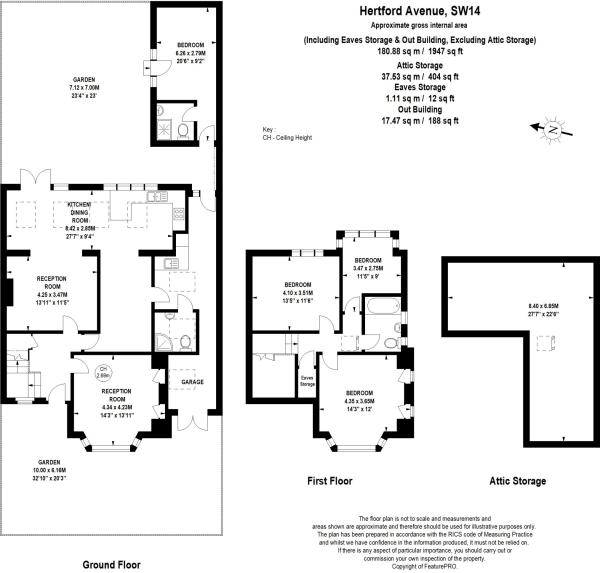 Hertford Avenue, SW14
Approximate gross internal area
(Including Eaves Storage & Out Building, Excluding Attic Storage)
180.88 sq m / 1947 sq ft
Attic Storage
37.53 sq m / 404 sq ft
Eaves Storage
1.11 sq m / 12 sq ft
Out Building
17.47 sq m / 188 sq ft
Key :
CH - Ceiling Height
N
BEDROOM
6.26 x 2.79M
20'6" x 9'2"
GARDEN
7.12 x 7.00M
23'4" x 23'
KITCHEN/
DINING
ROOM
8.42 x 2.85M
27'7" x 9'4"
RECEPTION
ROOM
4.25 x 3.47M
13'11" x 11'5"
CH
2.69m
RECEPTION
ROOM
4.34 x 4.23M
14'3" x 13'11"
GARAGE
GARDEN
10.00 x 6.16M
32'10" x 20'3"
Ground Floor
BEDROOM
3.47 x 2.75M
11'5" x 9'
BEDROOM
4.10 x 3.51M
13'5" x 11'6"
Eaves
Storage
BEDROOM
4.35 x 3.65M
14'3" x 12'
First Floor
8.40 x 6.85M
27'7" x 22'6"
Attic Storage
The floor plan is not to scale and measurements and
areas shown are approximate and therefore should be used for illustrative purposes only.
The plan has been prepared in accordance with the RICS code of Measuring Practice
and whilst we have confidence in the information produced, it must not be relied on.
If there is any aspect of particular importance, you should carry out or
commission your own inspection of the property.
Copyright of FeaturePRO.